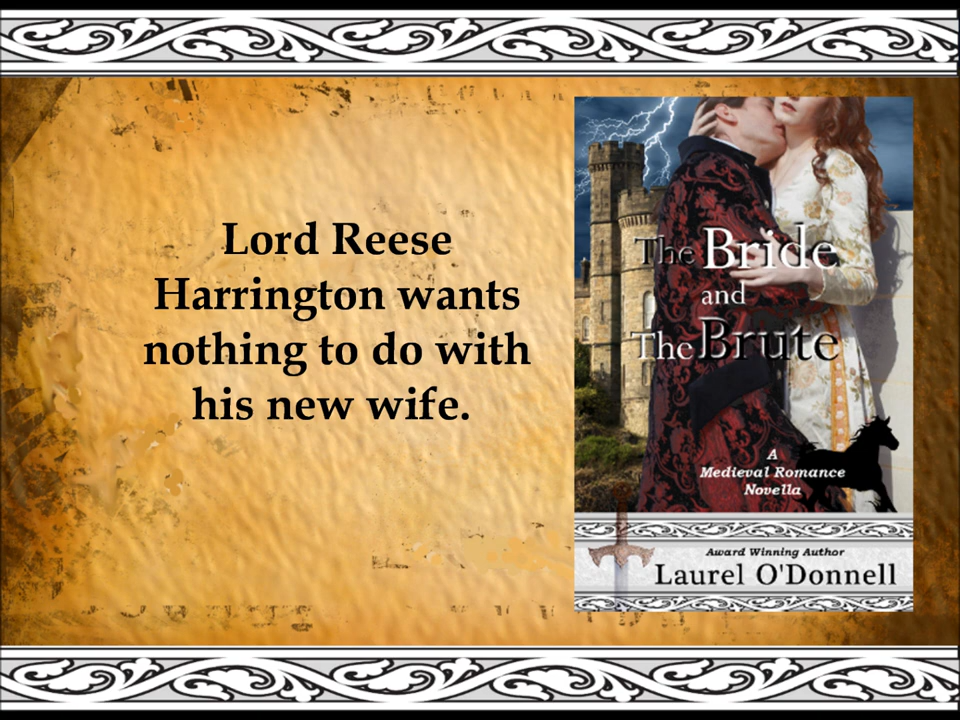 Lord Reese
Harrington wants
nothing to do with
his new wife.
The Bride
and
The Brute
A
Medieval Romance
Novella
Award Winning Author
Laurel O'Donnell